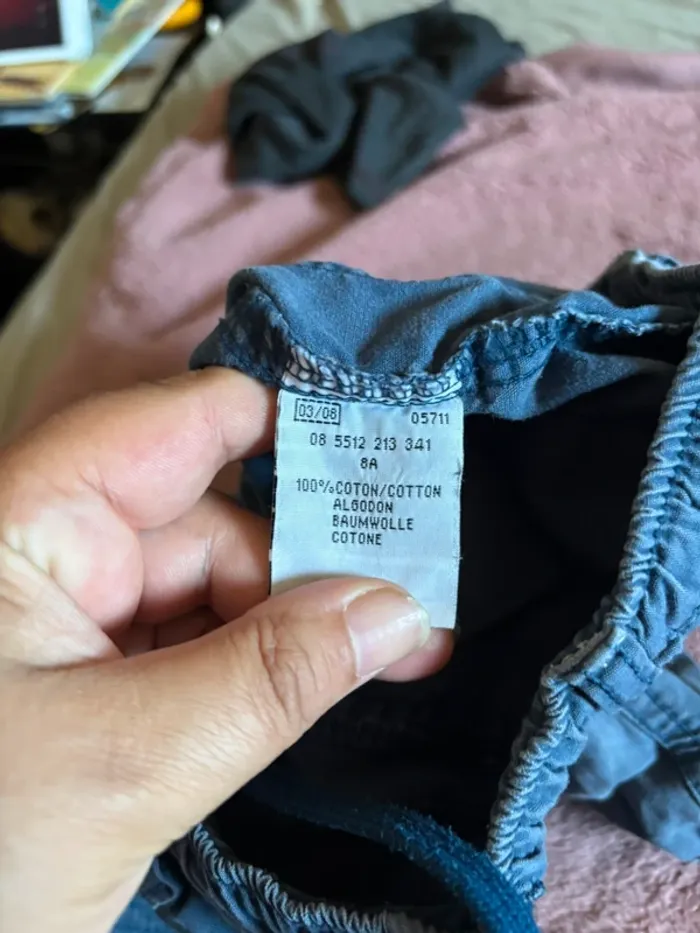 03/08 05711
08 5512 213 341
8A
100%COTON/COTTON
ALGODON
BAUMWOLLE
COTONE